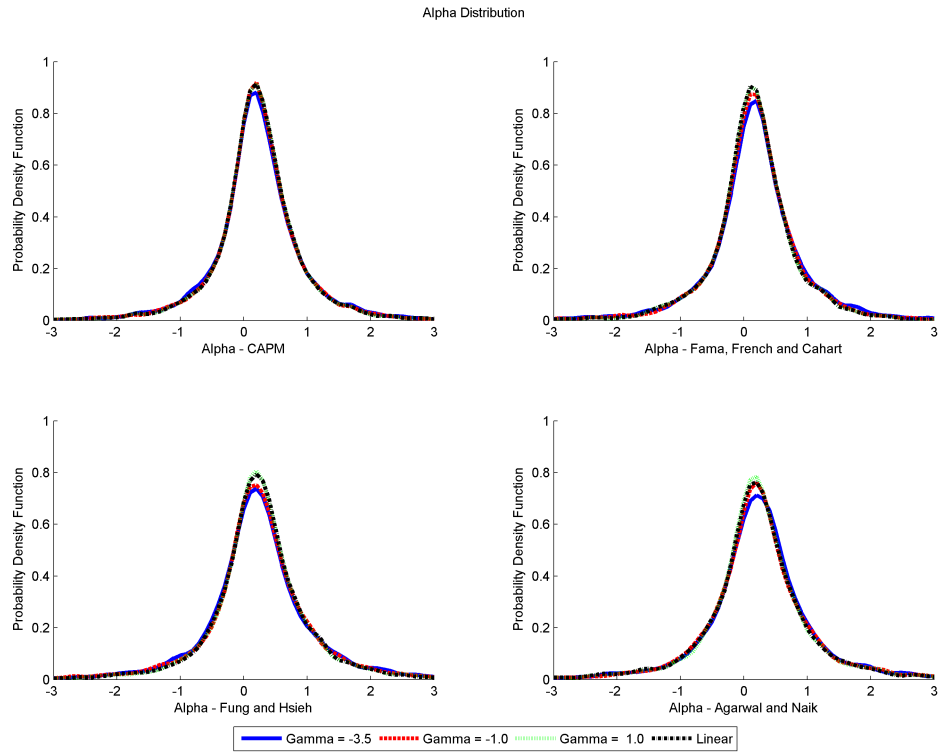 Alpha Distribution
1
0.8
0.6
0.4
0.2
0
Probability Density Function
-3 -2 -1 0 1 2 3
Alpha - CAPM
1
0.8
0.6
0.4
0.2
0
Probability Density Function
-3 -2 -1 0 1 2 3
Alpha - Fama, French and Cahart
1
0.8
0.6
0.4
0.2
0
Probability Density Function
-3 -2 -1 0 1 2 3
Alpha - Fung and Hsieh
1
0.8
0.6
0.4
0.2
0
Probability Density Function
-3 -2 -1 0 1 2 3
Alpha - Agarwal and Naik
Gamma = -3.5 Gamma = -1.0 Gamma = 1.0 Linear